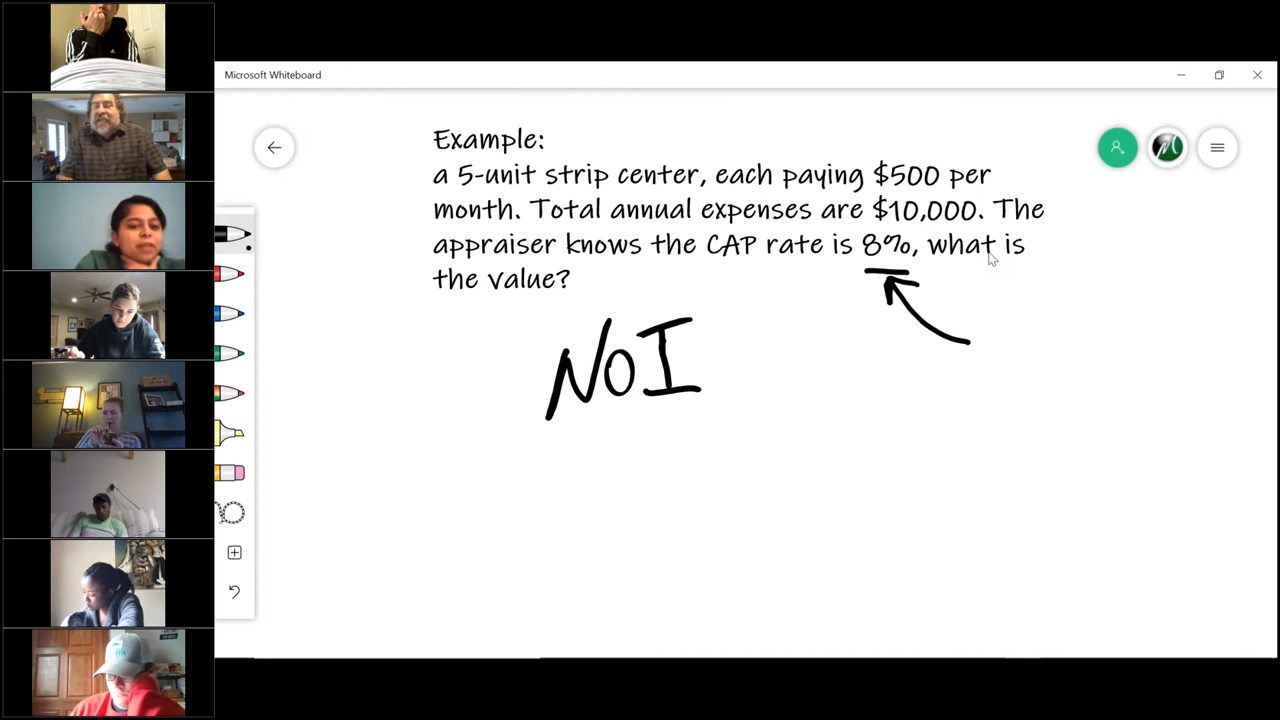 Microsoft Whiteboard
Example:
a 5-unit strip center, each paying $500 per
month. Total annual expenses are $10,000. The
appraiser knows the CAP rate is 8%, what is
the value?
NOI